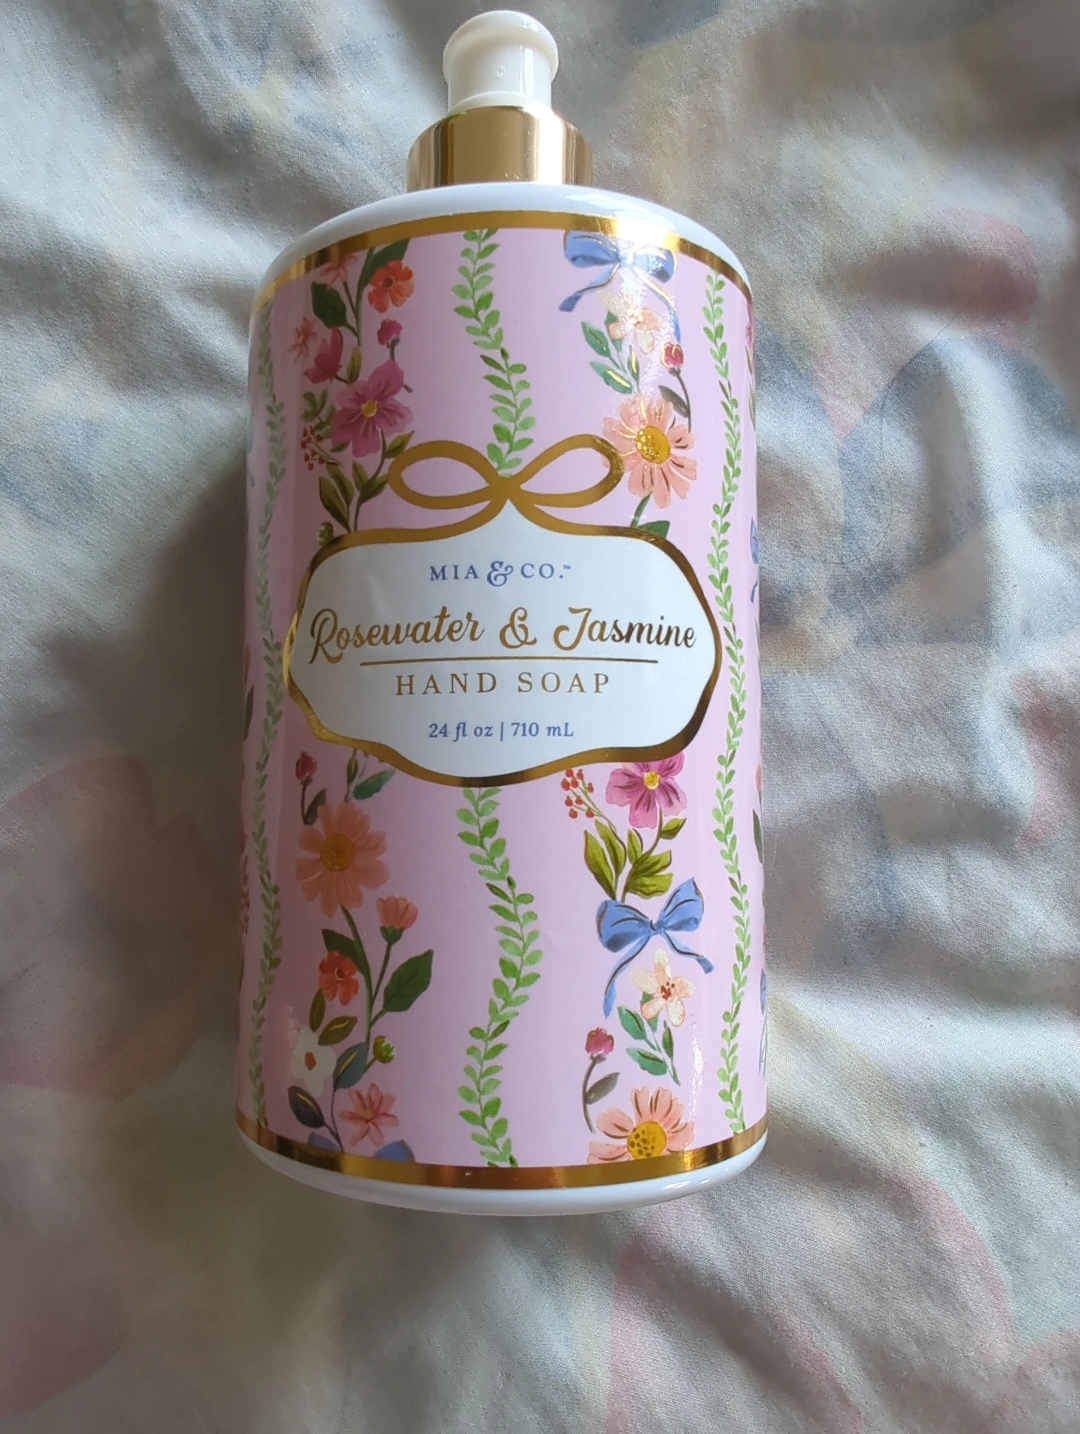 MIA & CO.™
Rosewater & Jasmine
HAND SOAP
24 fl oz | 710 mL